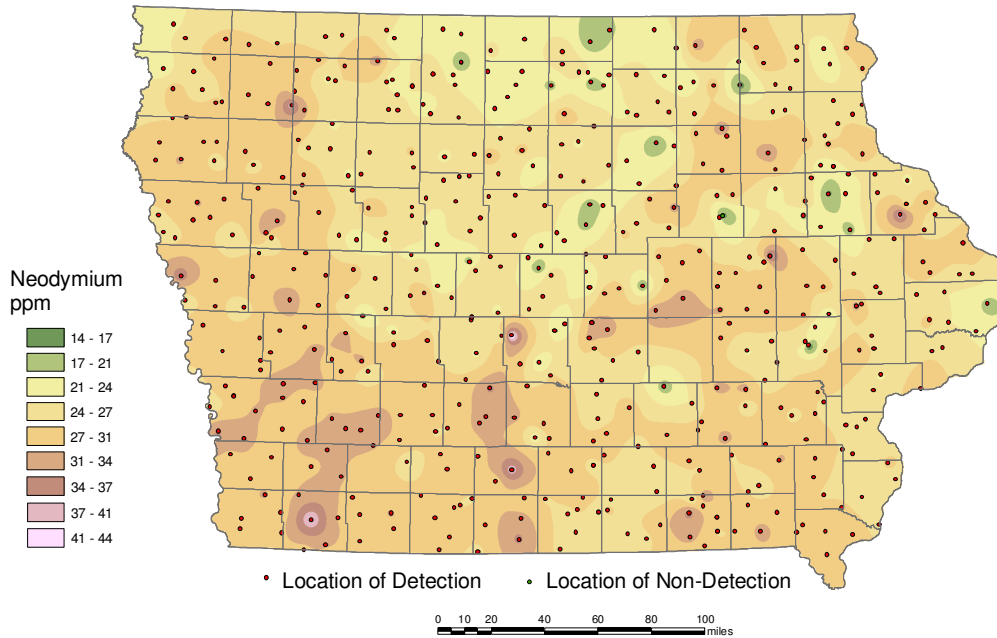 Neodymium
ppm
14 - 17
17 - 21
21 - 24
24 - 27
27 - 31
31 - 34
34 - 37
37 - 41
41 - 44
Location of Detection
Location of Non-Detection
0 5 10 20 40 60 80 100
miles